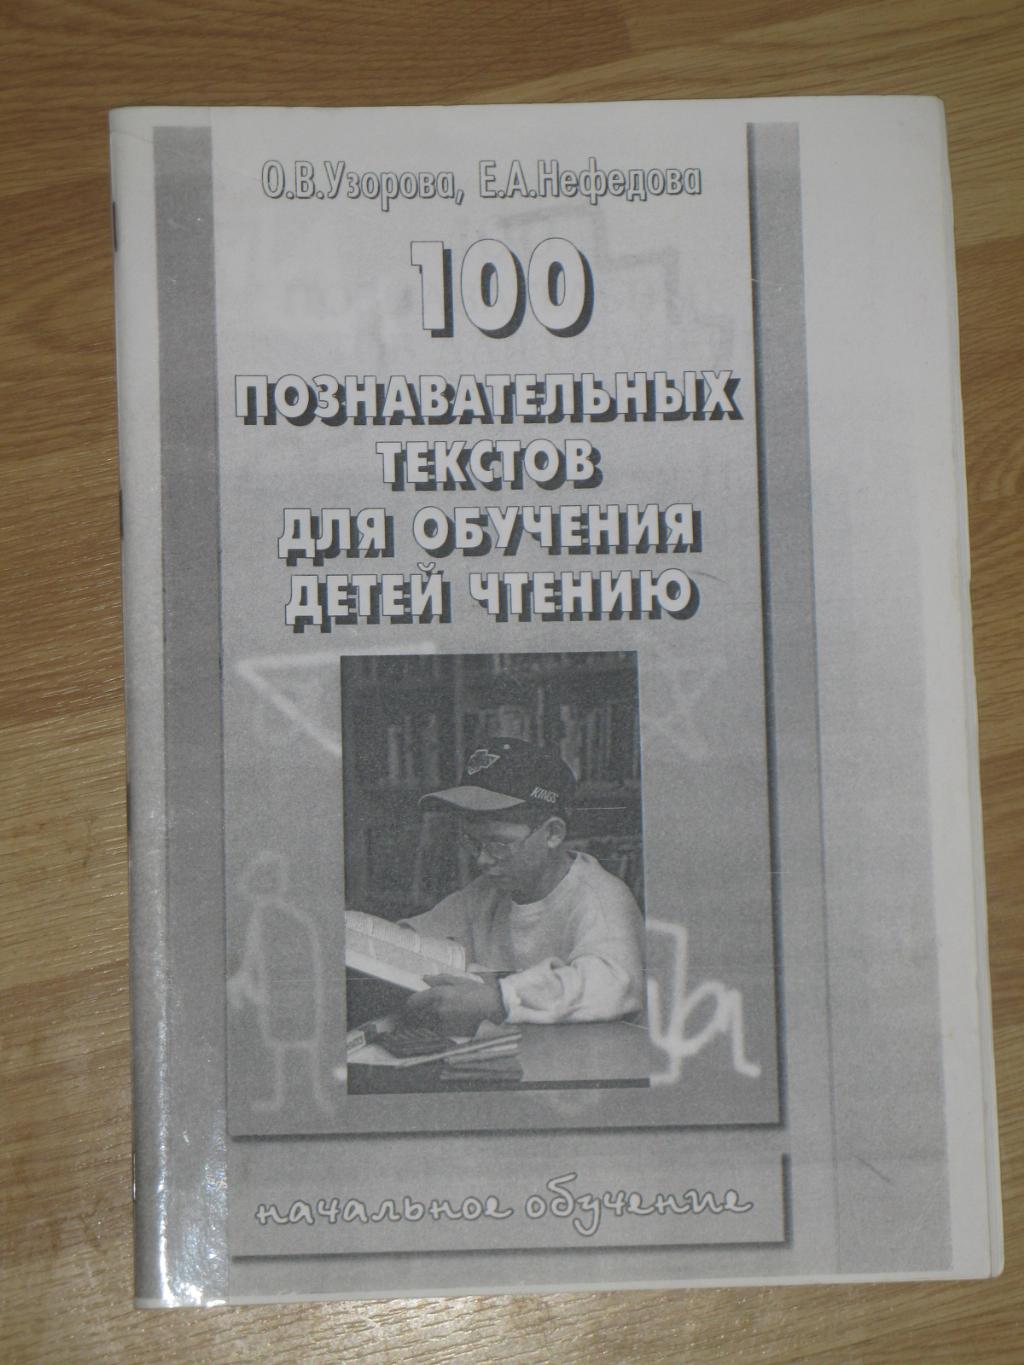 О.В.Узорова, Е.А.Нефедова
100
ПОЗНАВАТЕЛЬНЫХ
ТЕКСТОВ
ДЛЯ ОБУЧЕНИЯ
ДЕТЕЙ ЧТЕНИЮ
KINGS
начальное обучение